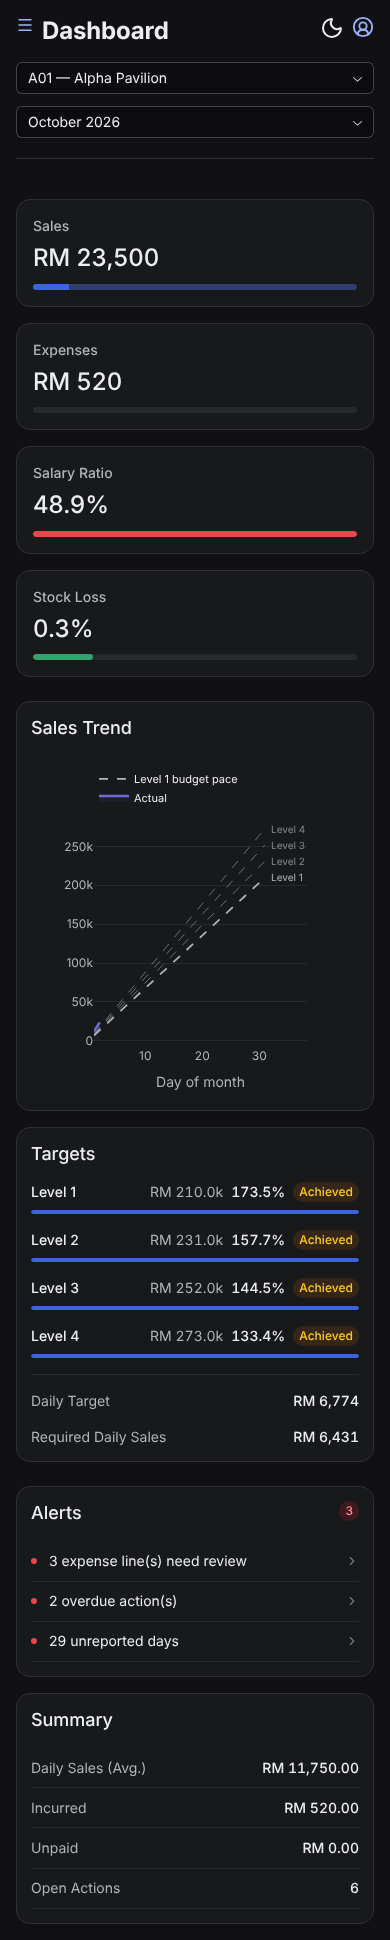 Dashboard
A01 — Alpha Pavilion
October 2026
Sales
RM 23,500
Expenses
RM 520
Salary Ratio
48.9%
Stock Loss
0.3%
Sales Trend
Level 1 budget pace
Actual
Level 4
Level 3
Level 2
Level 1
250k
200k
150k
100k
50k
0
10 20 30
Day of month
Targets
Level 1 RM 210.0k 173.5% Achieved
Level 2 RM 231.0k 157.7% Achieved
Level 3 RM 252.0k 144.5% Achieved
Level 4 RM 273.0k 133.4% Achieved
Daily Target RM 6,774
Required Daily Sales RM 6,431
Alerts 3
3 expense line(s) need review
2 overdue action(s)
29 unreported days
Summary
Daily Sales (Avg.) RM 11,750.00
Incurred RM 520.00
Unpaid RM 0.00
Open Actions 6